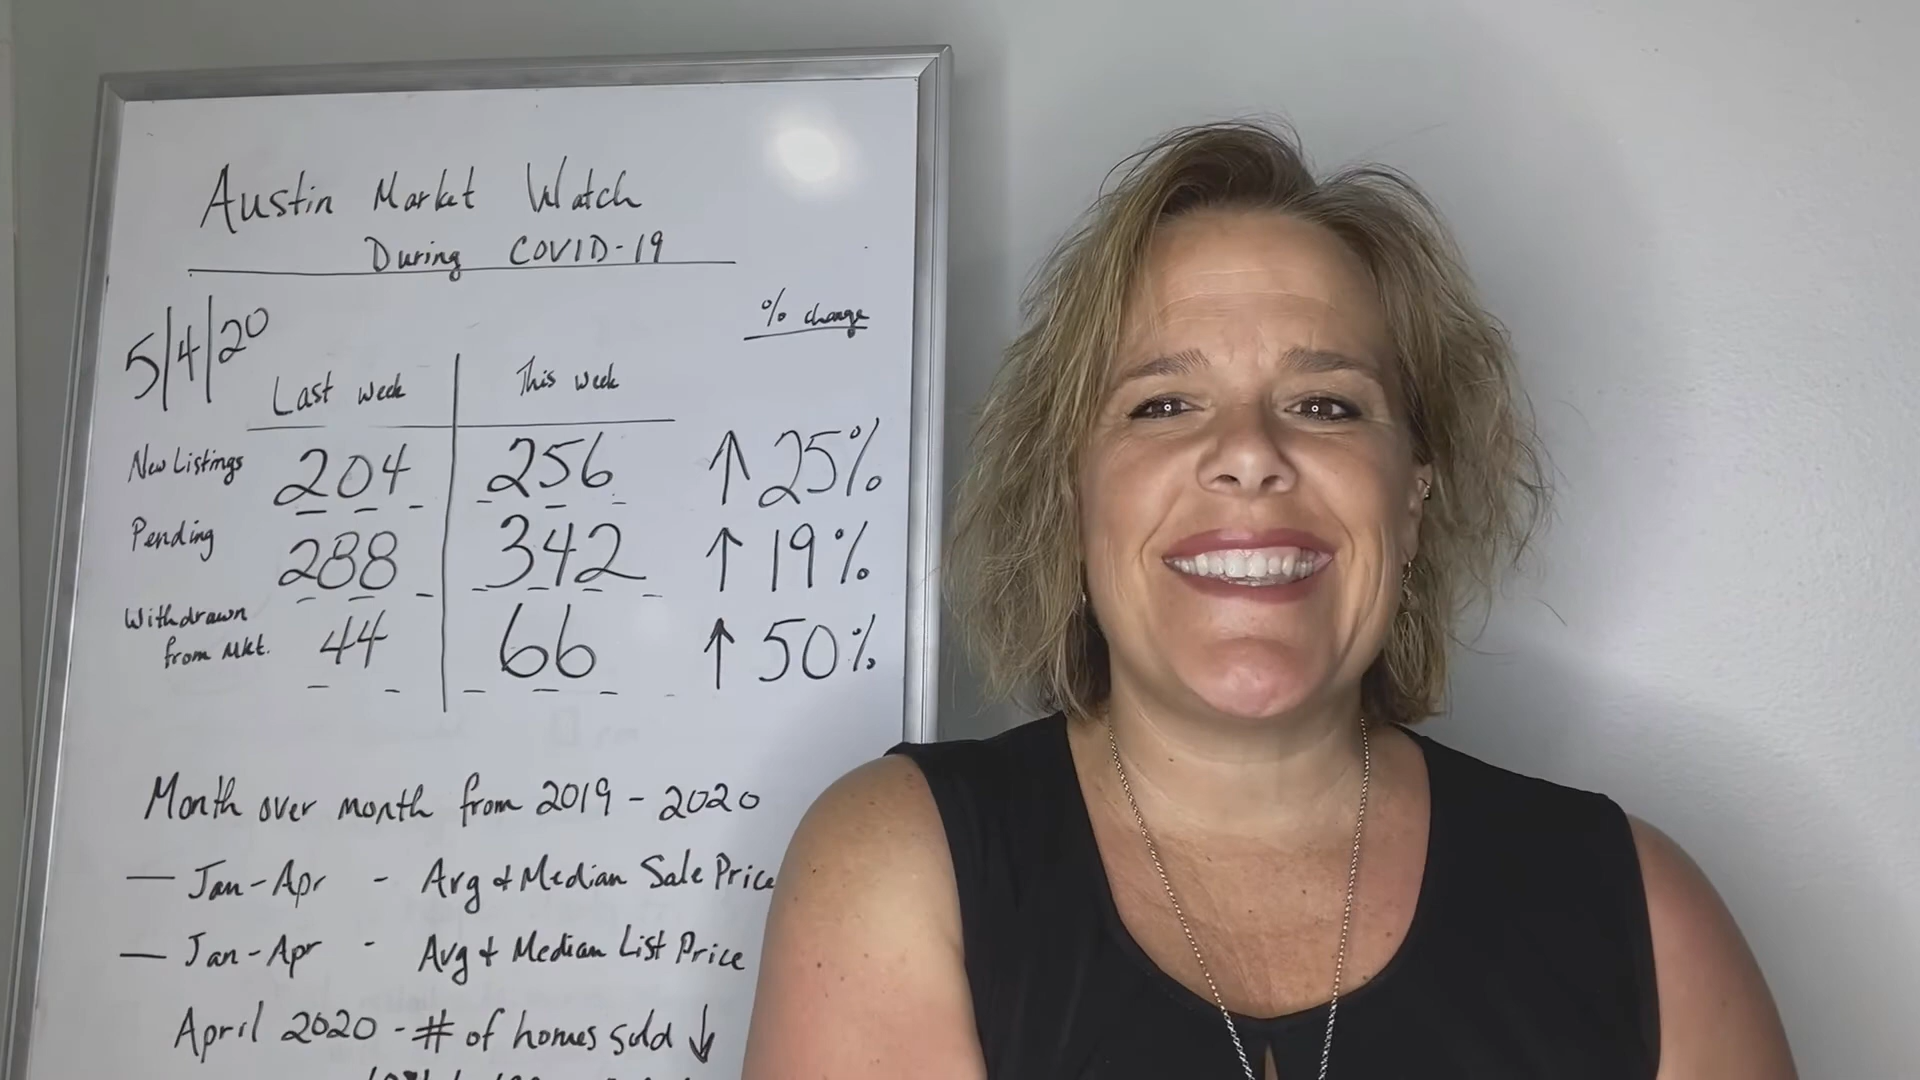 Austin Market Watch
During COVID-19
5/4/20
% change
Last week This week
New Listings 204 256 ↑ 25%
Pending 288 342 ↑ 19%
Withdrawn
from Mkt. 44 66 ↑ 50%
Month over month from 2019 - 2020
— Jan-Apr - Avg & Median Sale Price
— Jan-Apr - Avg & Median List Price
April 2020 - # of homes sold ↓